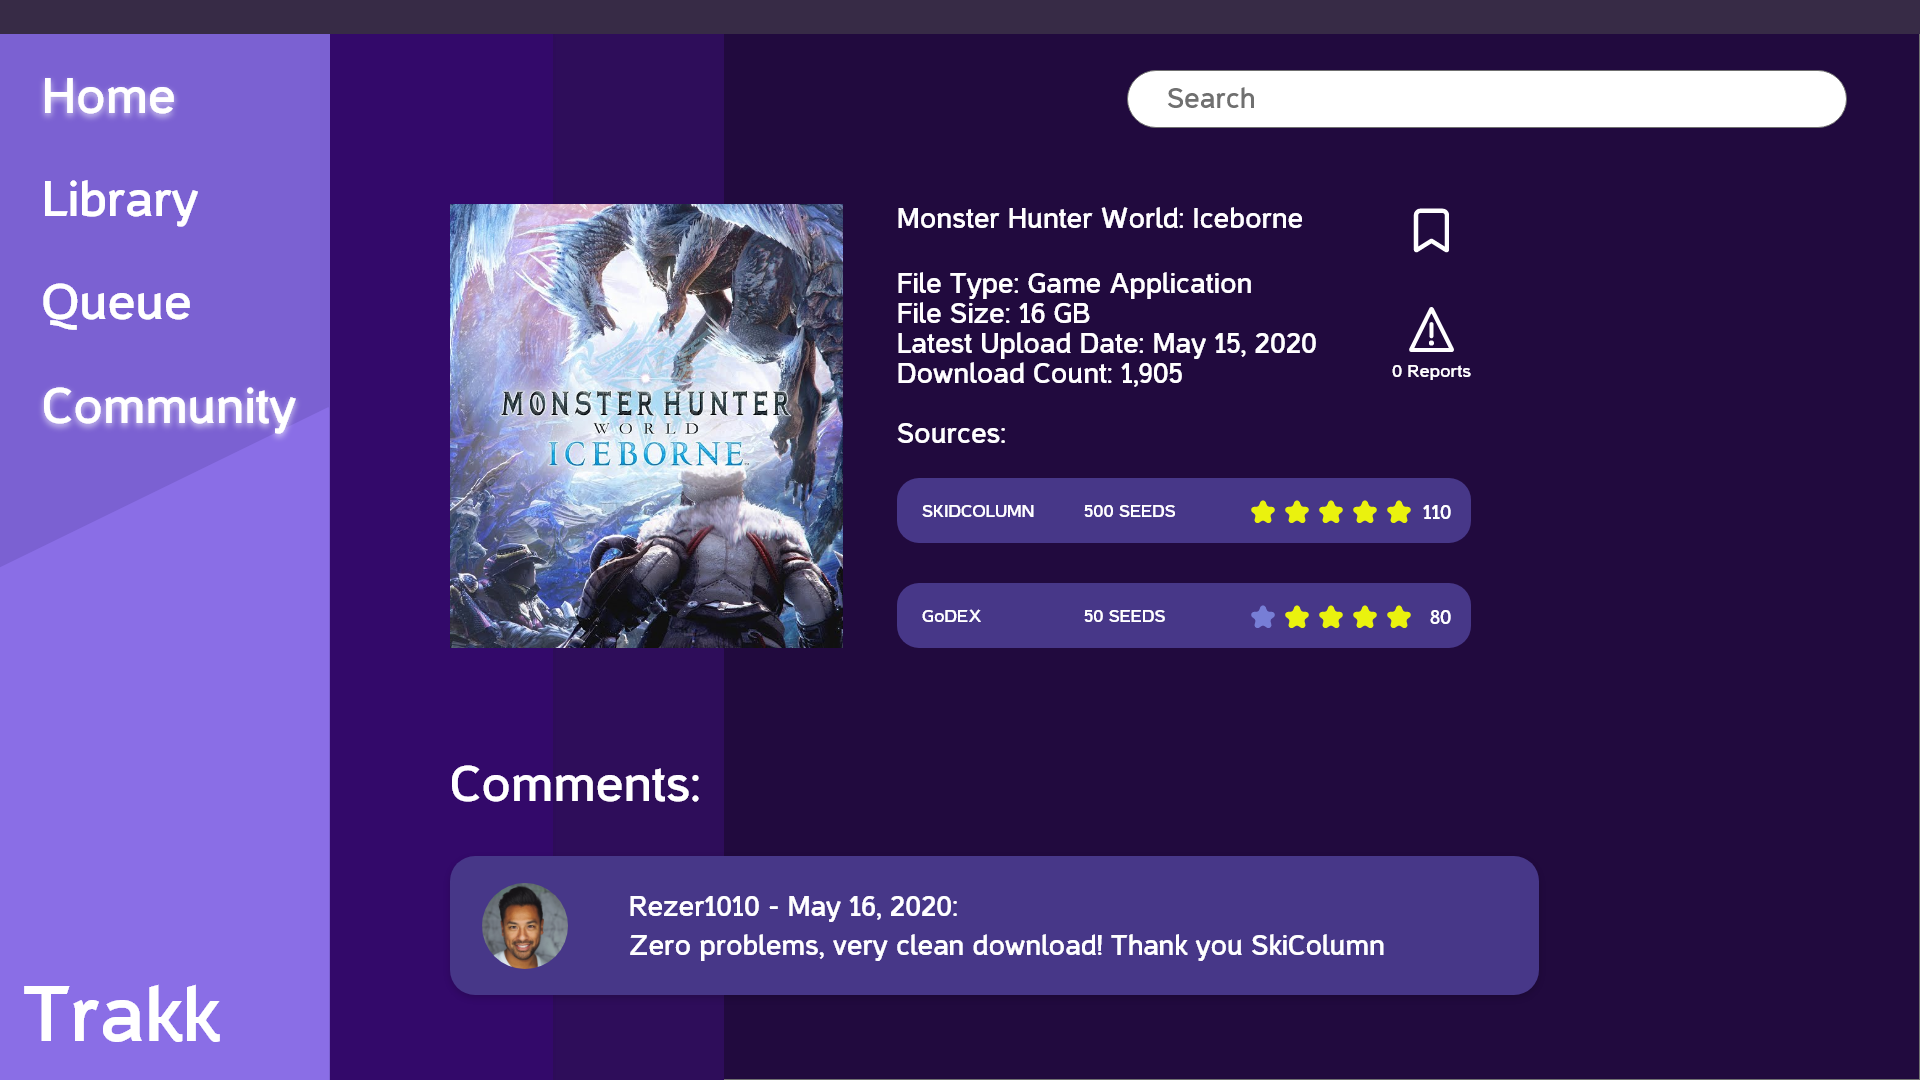 Home
Library
Queue
Community
Trakk
Search
MONSTER HUNTER
WORLD
ICEBORNE
Monster Hunter World: Iceborne
File Type: Game Application
File Size: 16 GB
Latest Upload Date: May 15, 2020
Download Count: 1,905
0 Reports
Sources:
SKIDCOLUMN 500 SEEDS 110
GoDEX 50 SEEDS 80
Comments:
Rezer1010 - May 16, 2020:
Zero problems, very clean download! Thank you SkiColumn